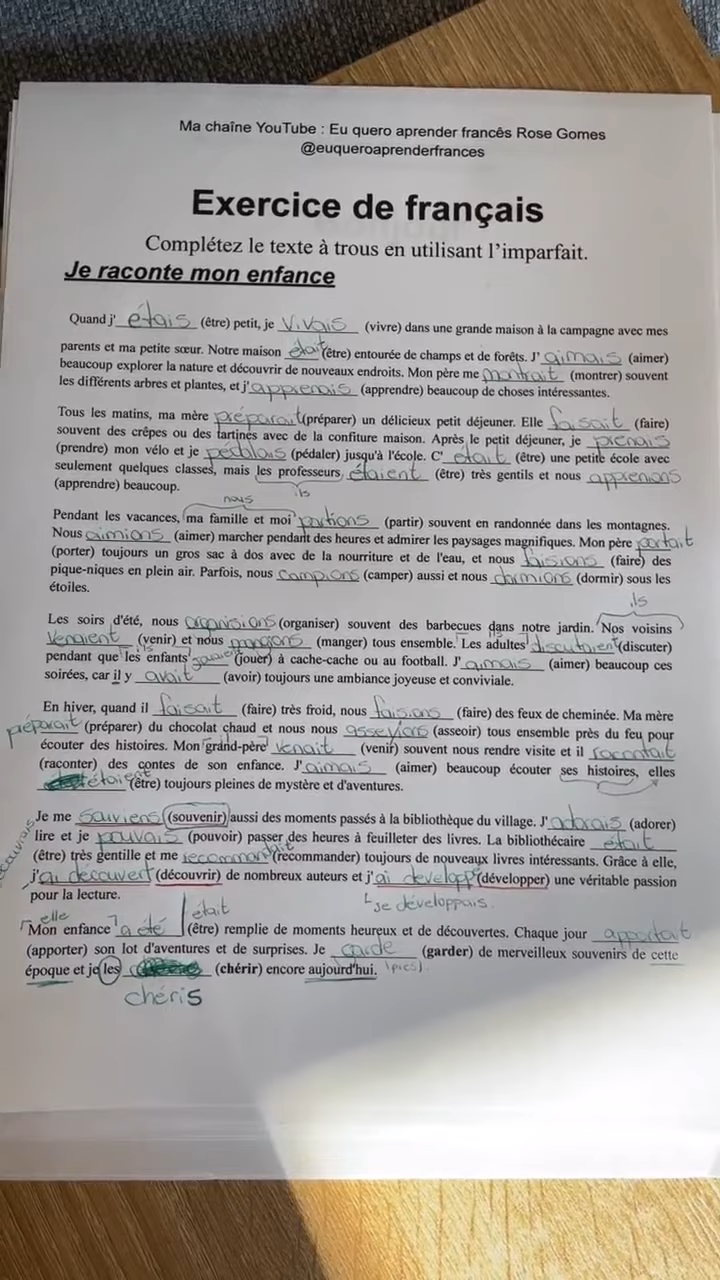 Ma chaîne YouTube : Eu quero aprender francês Rose Gomes
@euqueroaprenderfrances
Exercice de français
Complétez le texte à trous en utilisant l'imparfait.
Je raconte mon enfance
Quand j' étais (être) petit, je vivais (vivre) dans une grande maison à la campagne avec mes
parents et ma petite sœur. Notre maison était (être) entourée de champs et de forêts. J' aimais (aimer)
beaucoup explorer la nature et découvrir de nouveaux endroits. Mon père me montrait (montrer) souvent
les différents arbres et plantes, et j' apprenais (apprendre) beaucoup de choses intéressantes.
Tous les matins, ma mère préparait (préparer) un délicieux petit déjeuner. Elle faisait (faire)
souvent des crêpes ou des tartines avec de la confiture maison. Après le petit déjeuner, je prenais
(prendre) mon vélo et je pédalais (pédaler) jusqu'à l'école. C' était (être) une petite école avec
seulement quelques classes, mais les professeurs étaient (être) très gentils et nous apprenions
(apprendre) beaucoup. ils
nous
Pendant les vacances, ma famille et moi partions (partir) souvent en randonnée dans les montagnes.
Nous aimions (aimer) marcher pendant des heures et admirer les paysages magnifiques. Mon père portait
(porter) toujours un gros sac à dos avec de la nourriture et de l'eau, et nous faisions (faire) des
pique-niques en plein air. Parfois, nous campions (camper) aussi et nous dormions (dormir) sous les
étoiles.
ils
Les soirs d'été, nous organisions (organiser) souvent des barbecues dans notre jardin. Nos voisins
venaient (venir) et nous mangions (manger) tous ensemble. Les adultes discutaient (discuter)
pendant que les enfants jouaient (jouer) à cache-cache ou au football. J' aimais (aimer) beaucoup ces
soirées, car il y avait (avoir) toujours une ambiance joyeuse et conviviale.
En hiver, quand il faisait (faire) très froid, nous faisions (faire) des feux de cheminée. Ma mère
préparait (préparer) du chocolat chaud et nous nous asseyions (asseoir) tous ensemble près du feu pour
écouter des histoires. Mon grand-père venait (venir) souvent nous rendre visite et il racontait
(raconter) des contes de son enfance. J' aimais (aimer) beaucoup écouter ses histoires, elles
étaient (être) toujours pleines de mystère et d'aventures.
Je me souviens (souvenir) aussi des moments passés à la bibliothèque du village. J' adorais (adorer)
lire et je pouvais (pouvoir) passer des heures à feuilleter des livres. La bibliothécaire était
(être) très gentille et me recommandait (recommander) toujours de nouveaux livres intéressants. Grâce à elle,
j' ai découvert (découvrir) de nombreux auteurs et j' ai développé (développer) une véritable passion
pour la lecture. je développais.
elle était
Mon enfance a été (être) remplie de moments heureux et de découvertes. Chaque jour apportait
(apporter) son lot d'aventures et de surprises. Je garde (garder) de merveilleux souvenirs de cette
époque et je les (chérir) encore aujourd'hui.
chéris